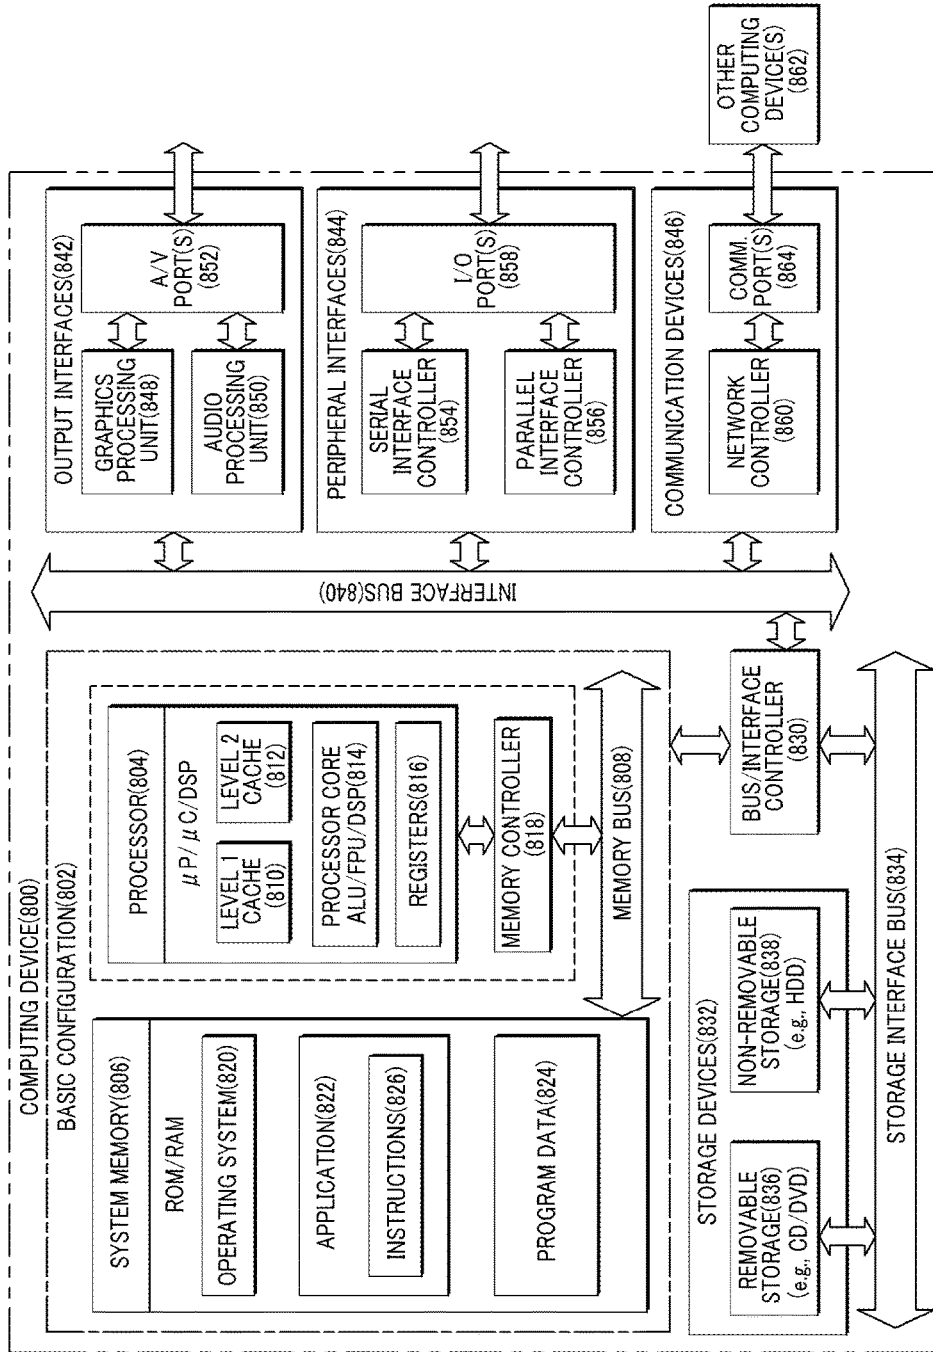 COMPUTING DEVICE(800)
BASIC CONFIGURATION(802)
SYSTEM MEMORY(806)
ROM/RAM
OPERATING SYSTEM(820)
APPLICATION(822)
INSTRUCTIONS(826)
PROGRAM DATA(824)
PROCESSOR(804)
μP/μC/DSP
LEVEL 1
CACHE
(810)
LEVEL 2
CACHE
(812)
PROCESSOR CORE
ALU/FPU/DSP(814)
REGISTERS(816)
MEMORY CONTROLLER
(818)
MEMORY BUS(808)
STORAGE DEVICES(832)
REMOVABLE
STORAGE(836)
(e.g., CD/DVD)
NON-REMOVABLE
STORAGE(838)
(e.g., HDD)
BUS/INTERFACE
CONTROLLER
(830)
STORAGE INTERFACE BUS(834)
INTERFACE BUS(840)
OUTPUT INTERFACES(842)
GRAPHICS
PROCESSING
UNIT(848)
AUDIO
PROCESSING
UNIT(850)
A/V
PORT(S)
(852)
PERIPHERAL INTERFACES(844)
SERIAL
INTERFACE
CONTROLLER
(854)
PARALLEL
INTERFACE
CONTROLLER
(856)
I/O
PORT(S)
(858)
COMMUNICATION DEVICES(846)
NETWORK
CONTROLLER
(860)
COMM.
PORT(S)
(864)
OTHER
COMPUTING
DEVICE(S)
(862)